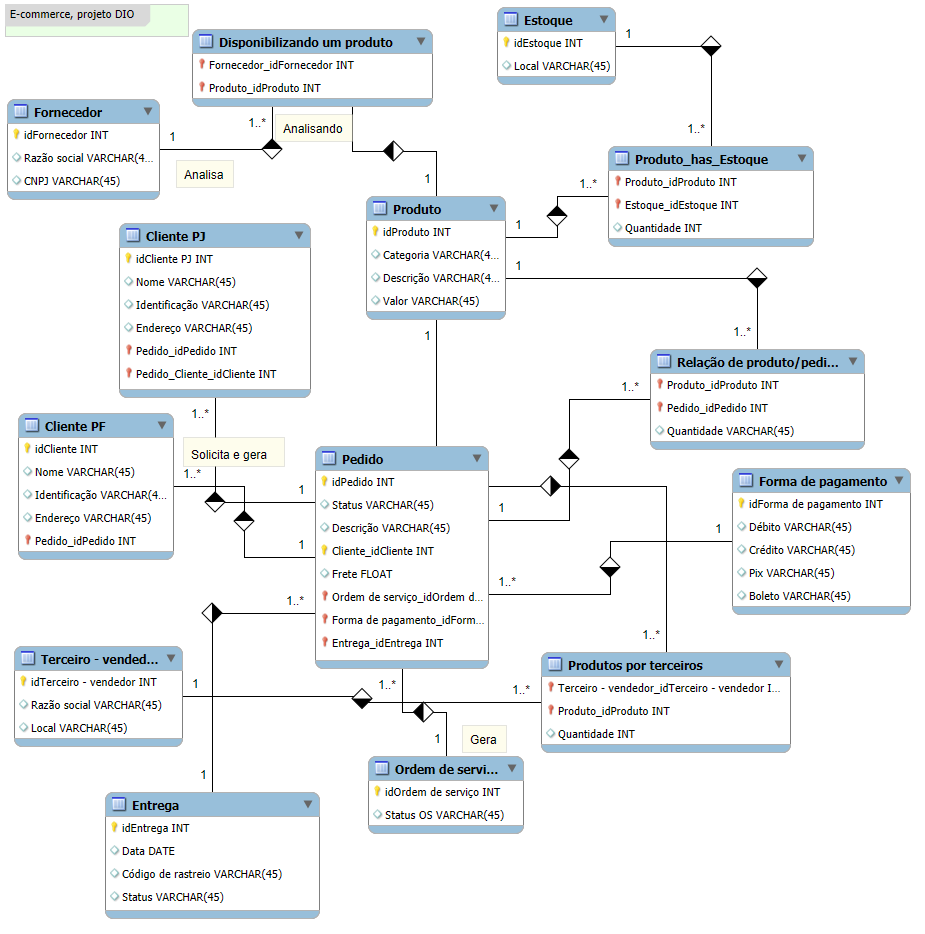 E-commerce, projeto DIO
Disponibilizando um produto
Fornecedor_idFornecedor INT
Produto_idProduto INT
Estoque
idEstoque INT
Local VARCHAR(45)
1
1..*
Fornecedor
idFornecedor INT
Razão social VARCHAR(4...
CNPJ VARCHAR(45)
1
1..*
Analisando
Analisa
1
Produto_has_Estoque
Produto_idProduto INT
Estoque_idEstoque INT
Quantidade INT
1..*
Produto
idProduto INT
Categoria VARCHAR(4...
Descrição VARCHAR(4...
Valor VARCHAR(45)
1
1
1
1..*
Cliente PJ
idCliente PJ INT
Nome VARCHAR(45)
Identificação VARCHAR(45)
Endereço VARCHAR(45)
Pedido_idPedido INT
Pedido_Cliente_idCliente INT
1..*
Relação de produto/pedi...
Produto_idProduto INT
Pedido_idPedido INT
Quantidade VARCHAR(45)
1..*
Cliente PF
idCliente INT
Nome VARCHAR(45)
Identificação VARCHAR(4...
Endereço VARCHAR(45)
Pedido_idPedido INT
1..*
Solicita e gera
1
1
Pedido
idPedido INT
Status VARCHAR(45)
Descrição VARCHAR(45)
Cliente_idCliente INT
Frete FLOAT
Ordem de serviço_idOrdem d...
Forma de pagamento_idForm...
Entrega_idEntrega INT
1
1..*
1
Forma de pagamento
idForma de pagamento INT
Débito VARCHAR(45)
Crédito VARCHAR(45)
Pix VARCHAR(45)
Boleto VARCHAR(45)
1..*
1..*
Terceiro - vended...
idTerceiro - vendedor INT
Razão social VARCHAR(45)
Local VARCHAR(45)
1
1..*
1..*
Produtos por terceiros
Terceiro - vendedor_idTerceiro - vendedor I...
Produto_idProduto INT
Quantidade INT
1
Gera
Ordem de servi...
idOrdem de serviço INT
Status OS VARCHAR(45)
1
Entrega
idEntrega INT
Data DATE
Código de rastreio VARCHAR(45)
Status VARCHAR(45)